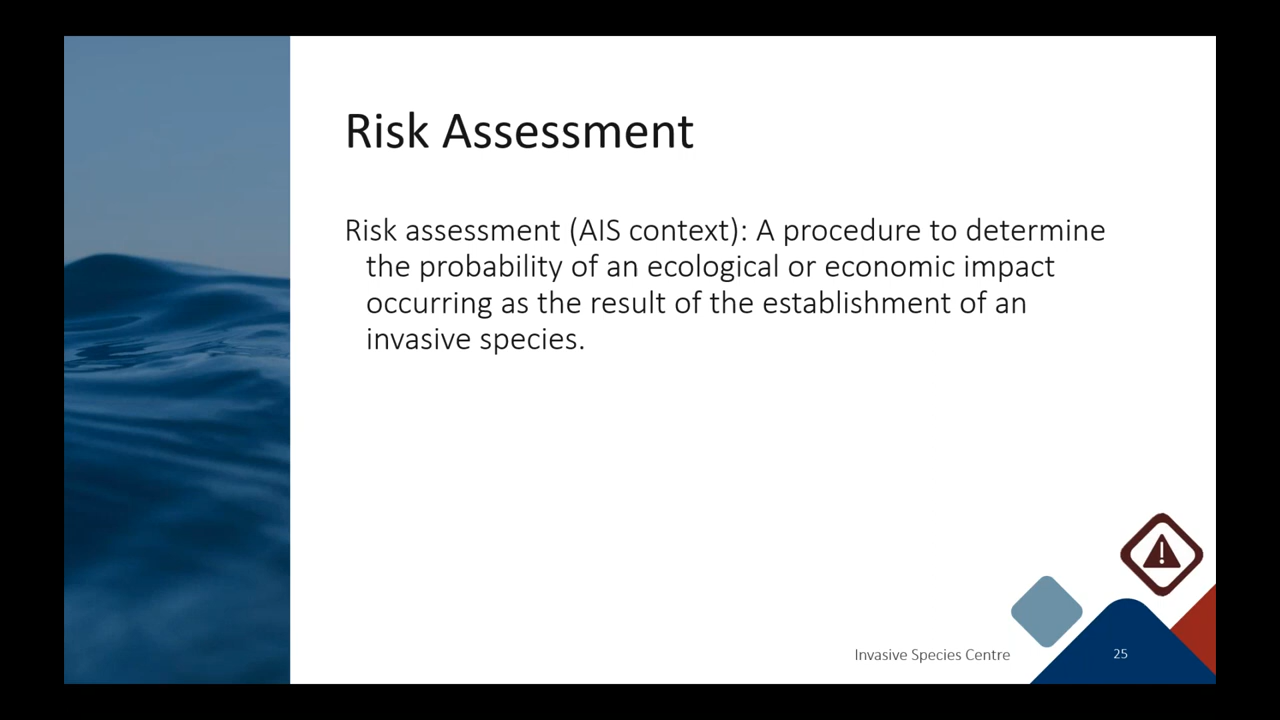 Risk Assessment
Risk assessment (AIS context): A procedure to determine
the probability of an ecological or economic impact
occurring as the result of the establishment of an
invasive species.
Invasive Species Centre
25